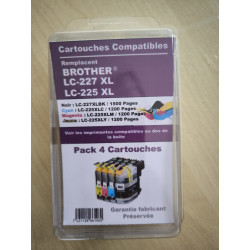 Cartouches Compatibles
Remplacent
BROTHER®
LC-227 XL
LC-225 XL
Noir : LC-227XLBK / 1500 Pages
Cyan : LC-225XLC / 1200 Pages
Magenta : LC-225XLM / 1200 Pages
Jaune : LC-225XLY / 1200 Pages
Voir les imprimantes compatibles au dos de
la boîte
Pack 4 Cartouches
Garantie fabricant
Présence